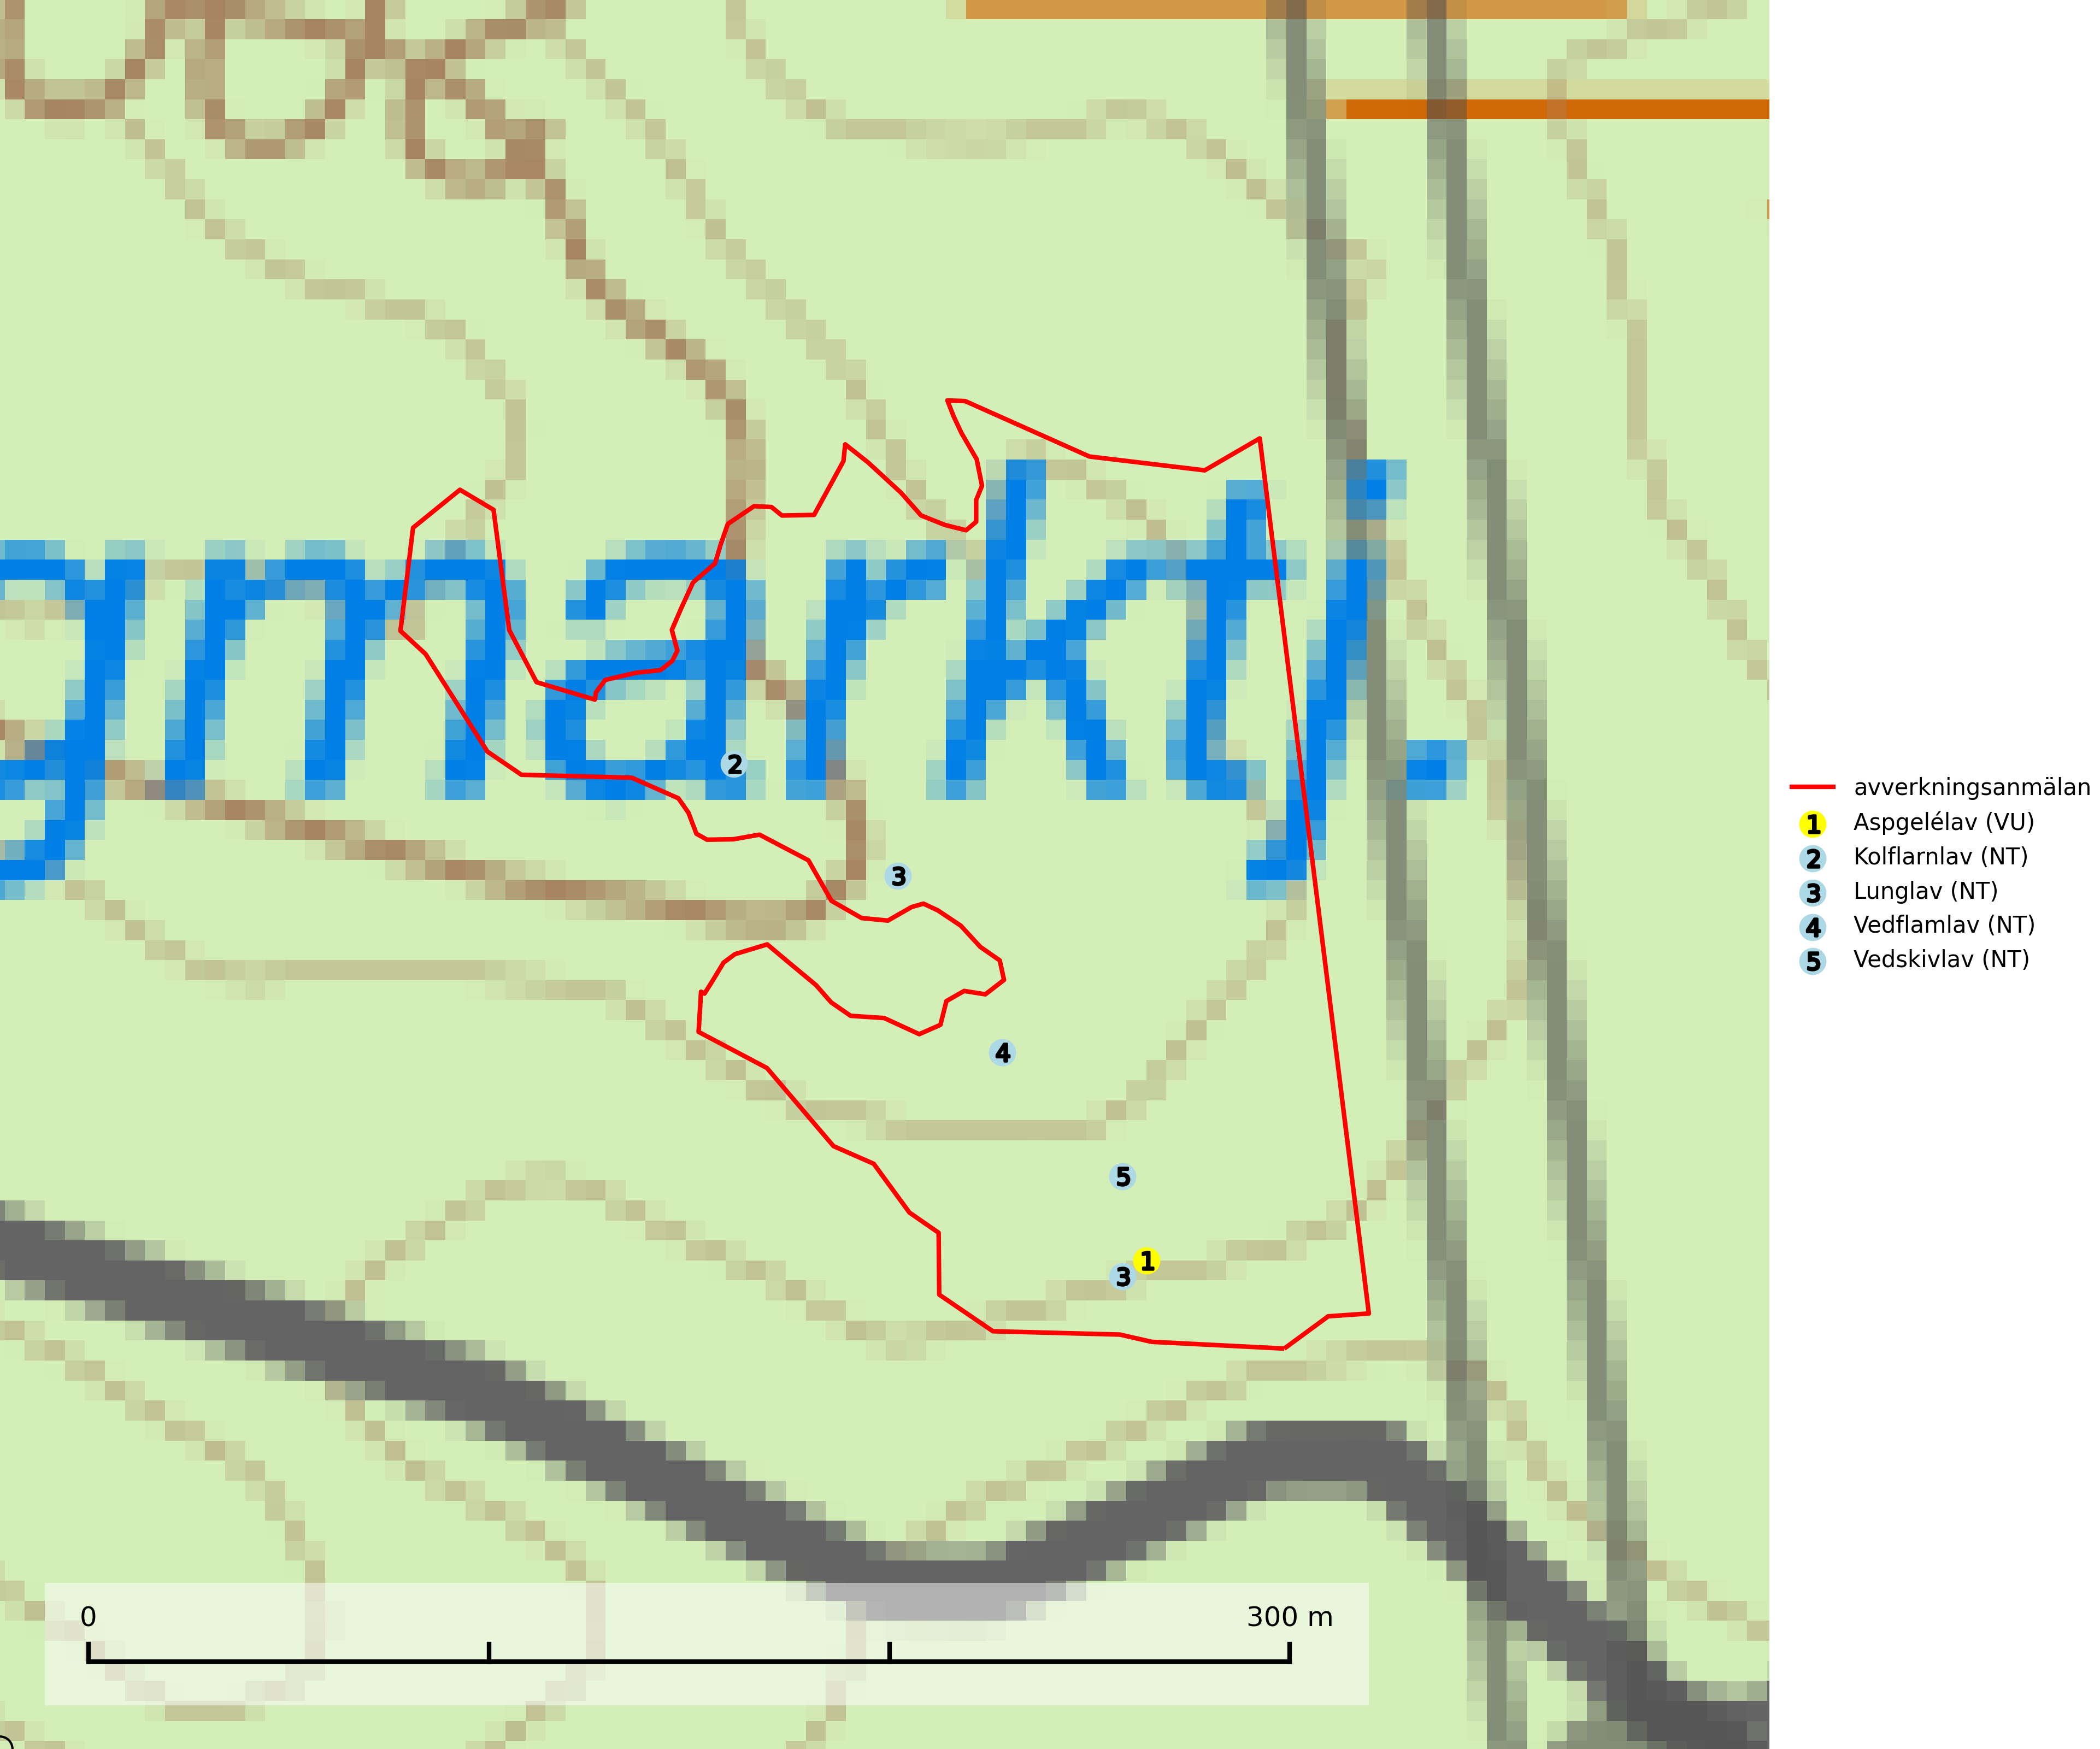 markt
2
3
4
5
1
3
avverkningsanmälan
1 Aspgelélav (VU)
2 Kolflarnlav (NT)
3 Lunglav (NT)
4 Vedflamlav (NT)
5 Vedskivlav (NT)
0 300 m